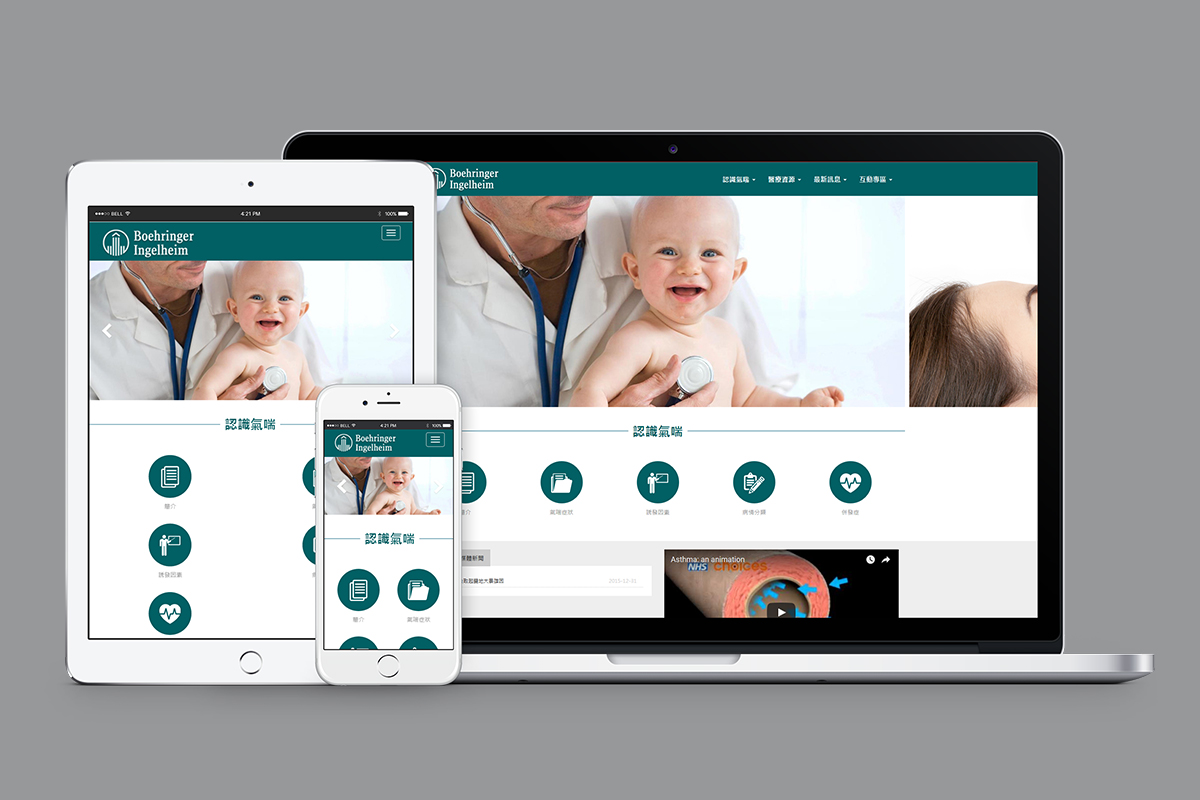 Boehringer
Ingelheim
認識氣喘
醫療資源
最新訊息
互動專區
認識氣喘
介
氣喘症狀
誘發因素
病情分類
併發症
媒體新聞
2015-12-31
Asthma: an animation
NHS choices
BELL
4:21 PM
100%
Boehringer
Ingelheim
認識氣喘
簡介
誘發因素
BELL
4:21 PM
100%
Boehringer
Ingelheim
認識氣喘
簡介
氣喘症狀